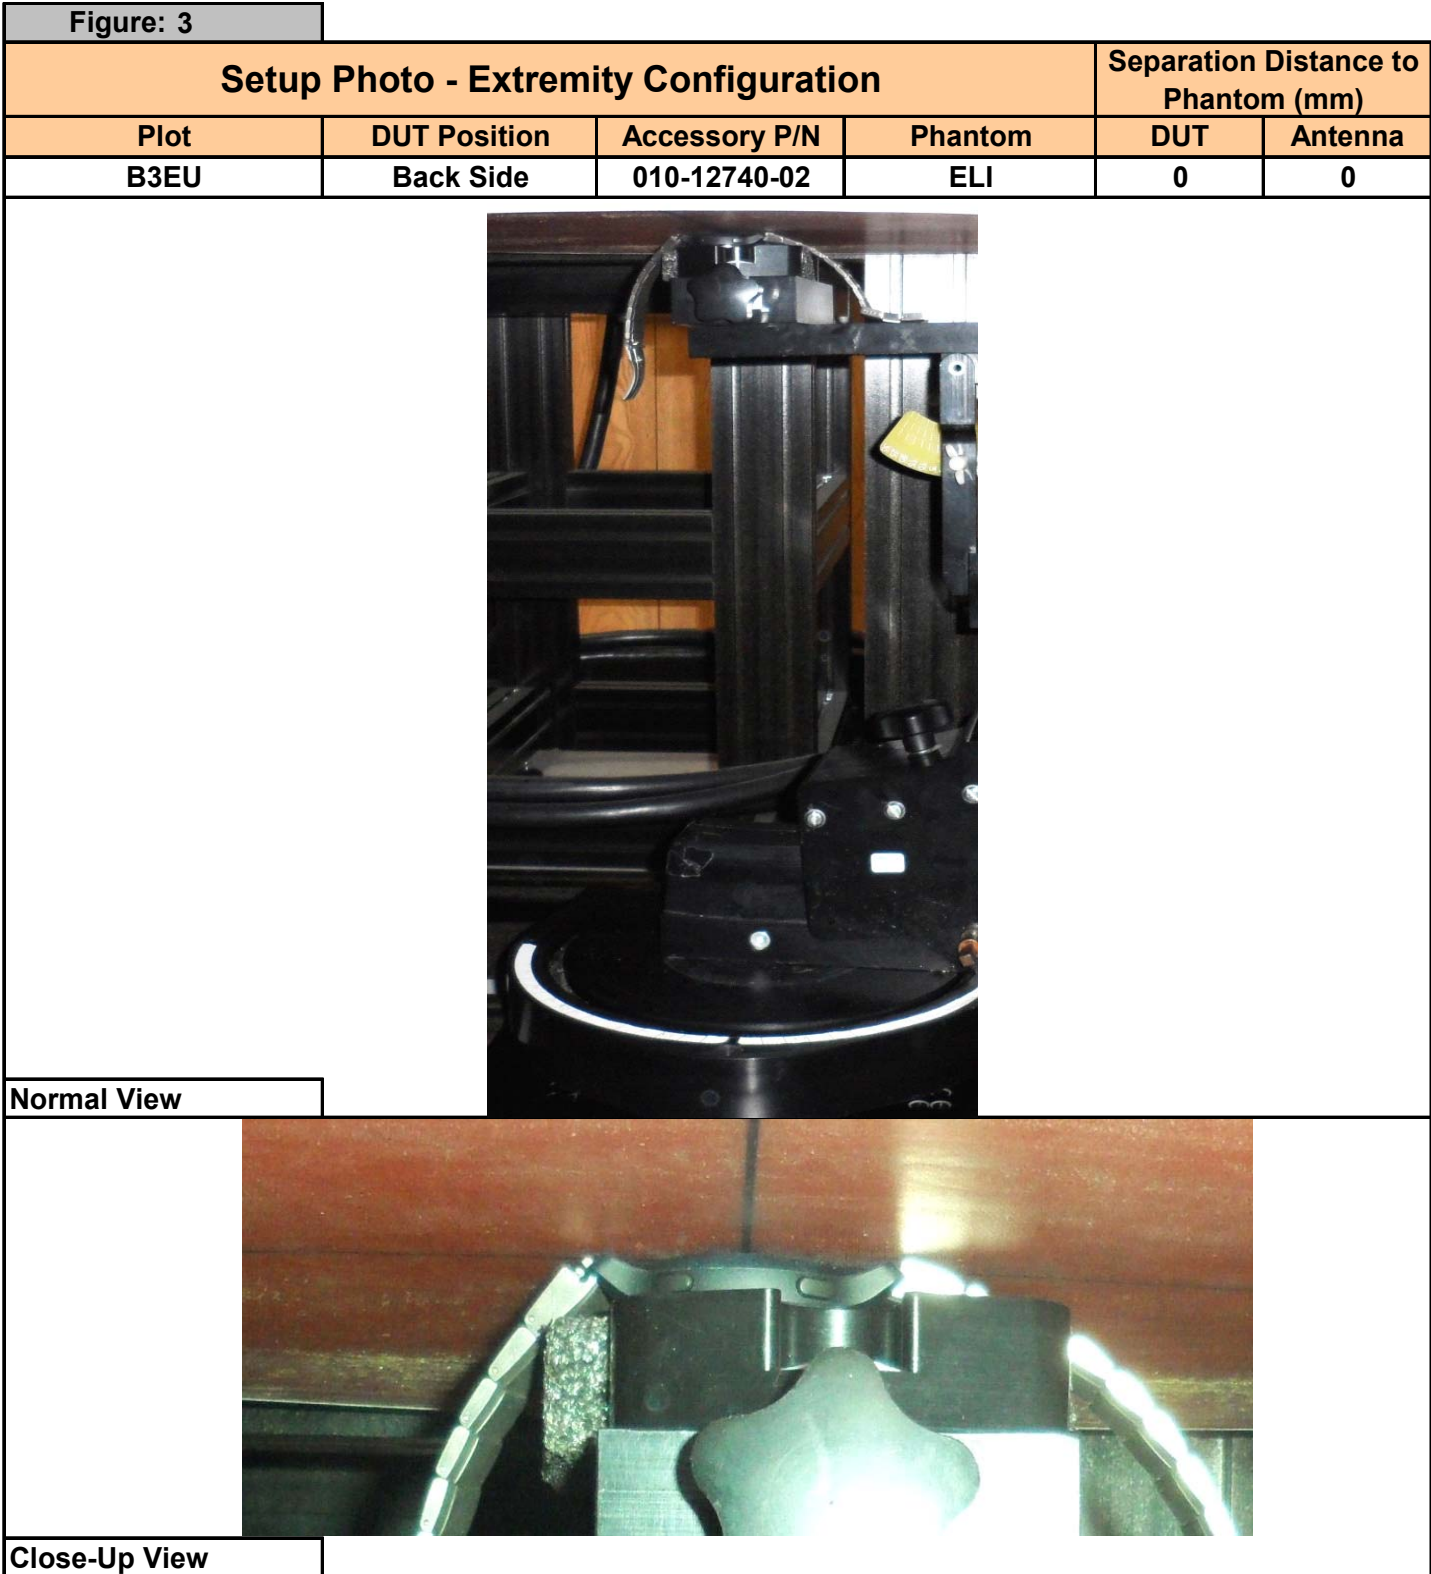 Figure: 3
Setup Photo - Extremity Configuration
Separation Distance to
Phantom (mm)
Plot DUT Position Accessory P/N Phantom DUT Antenna
B3EU Back Side 010-12740-02 ELI 0 0
Normal View
Close-Up View